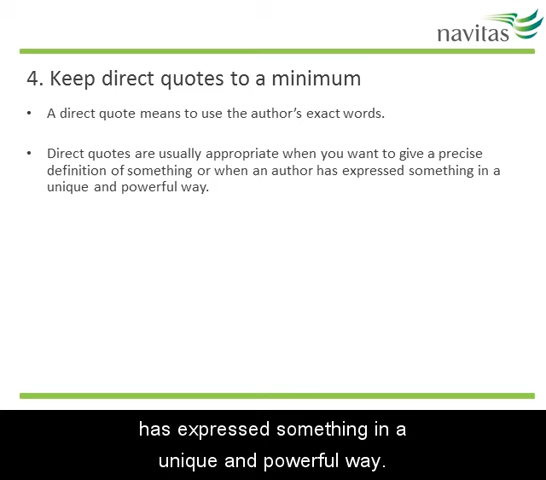 navitas
4. Keep direct quotes to a minimum
• A direct quote means to use the author's exact words.
• Direct quotes are usually appropriate when you want to give a precise
definition of something or when an author has expressed something in a
unique and powerful way.
has expressed something in a
unique and powerful way.